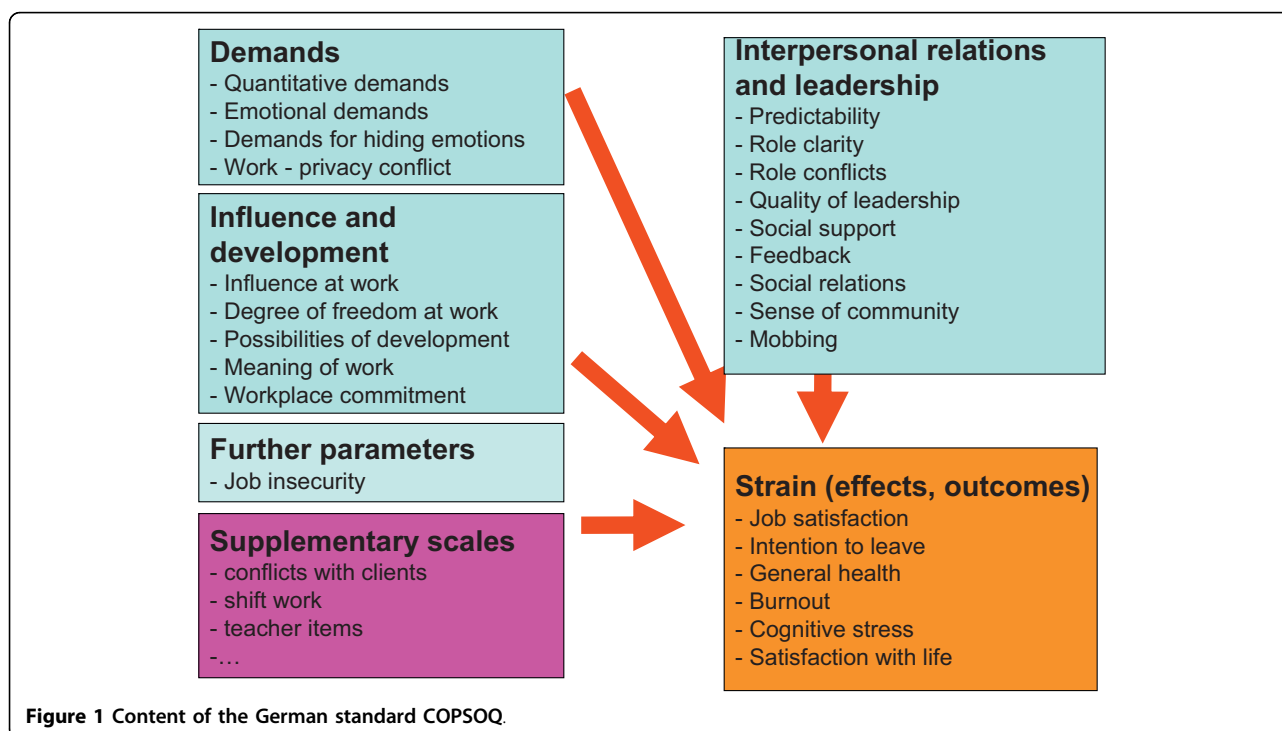 Demands
- Quantitative demands
- Emotional demands
- Demands for hiding emotions
- Work - privacy conflict
Influence and
development
- Influence at work
- Degree of freedom at work
- Possibilities of development
- Meaning of work
- Workplace commitment
Further parameters
- Job insecurity
Supplementary scales
- conflicts with clients
- shift work
- teacher items
-...
Interpersonal relations
and leadership
- Predictability
- Role clarity
- Role conflicts
- Quality of leadership
- Social support
- Feedback
- Social relations
- Sense of community
- Mobbing
Strain (effects, outcomes)
- Job satisfaction
- Intention to leave
- General health
- Burnout
- Cognitive stress
- Satisfaction with life
Figure 1 Content of the German standard COPSOQ.